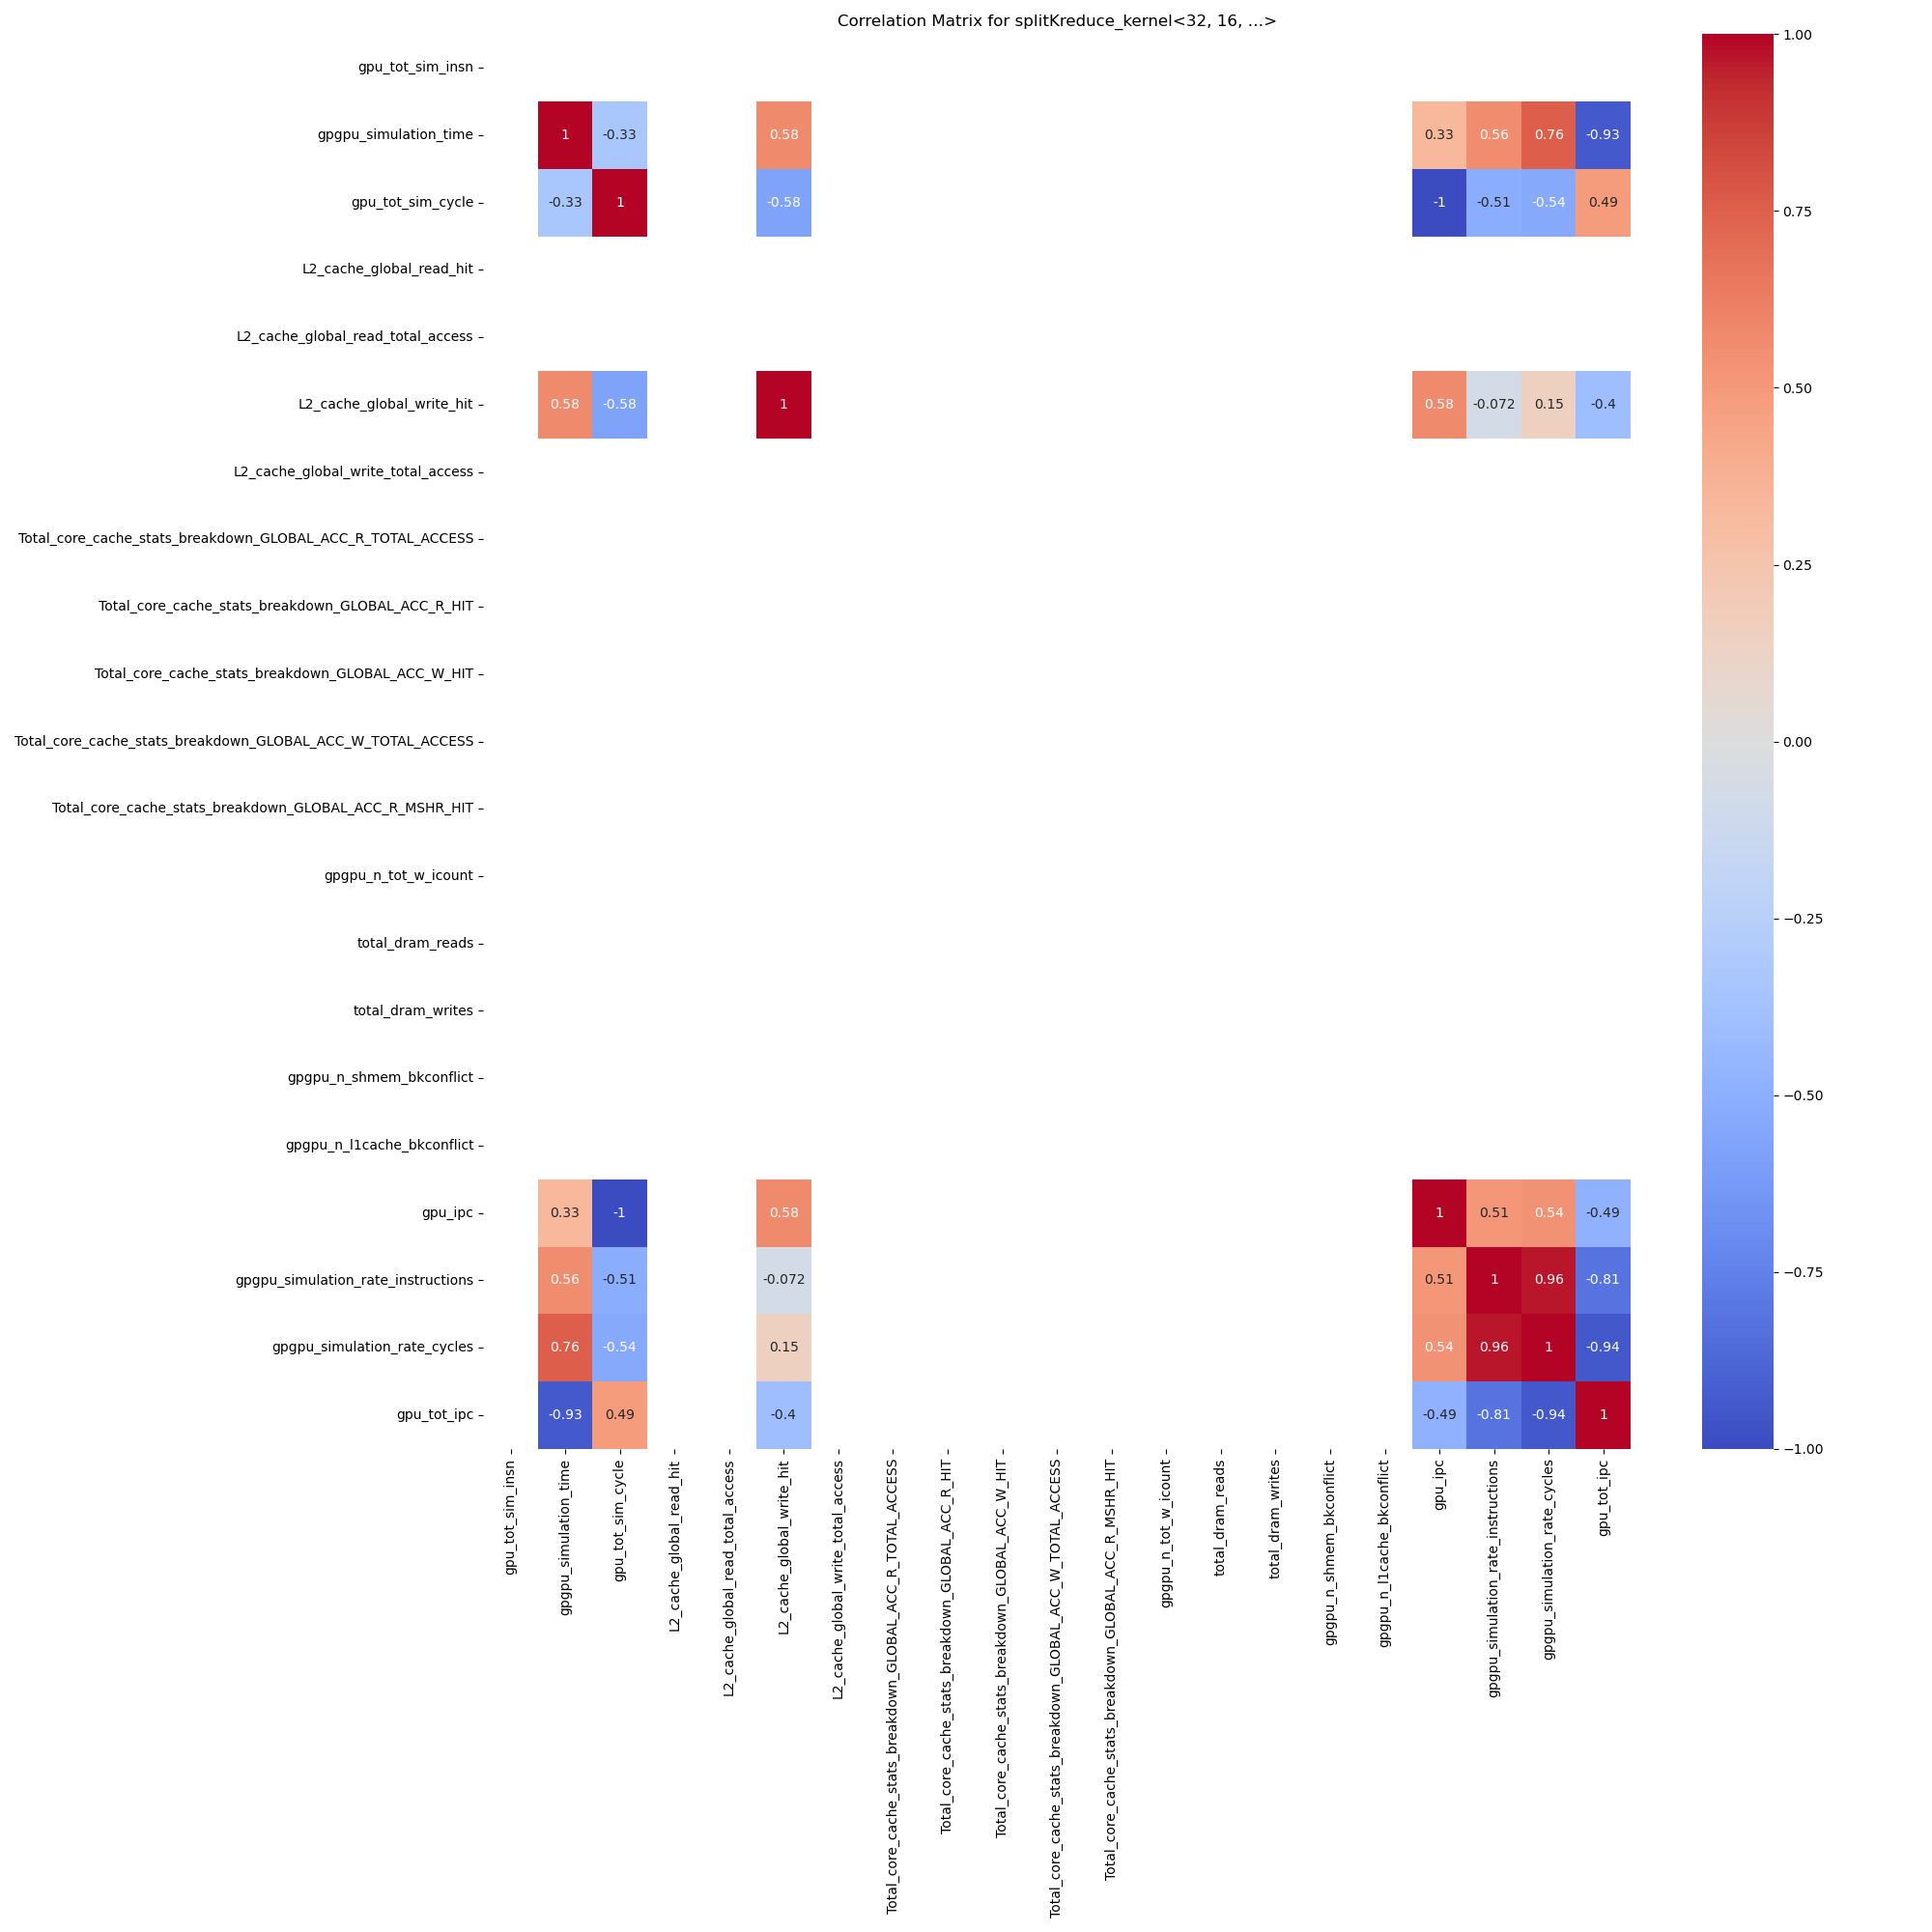 Correlation Matrix for splitKreduce_kernel<32, 16, ...>
gpu_tot_sim_insn
gpgpu_simulation_time 1 -0.33 0.58 0.33 0.56 0.76 -0.93
gpu_tot_sim_cycle -0.33 1 -0.58 -1 -0.51 -0.54 0.49
L2_cache_global_read_hit
L2_cache_global_read_total_access
L2_cache_global_write_hit 0.58 -0.58 1 0.58 -0.072 0.15 -0.4
L2_cache_global_write_total_access
Total_core_cache_stats_breakdown_GLOBAL_ACC_R_TOTAL_ACCESS
Total_core_cache_stats_breakdown_GLOBAL_ACC_R_HIT
Total_core_cache_stats_breakdown_GLOBAL_ACC_W_HIT
Total_core_cache_stats_breakdown_GLOBAL_ACC_W_TOTAL_ACCESS
Total_core_cache_stats_breakdown_GLOBAL_ACC_R_MSHR_HIT
gpgpu_n_tot_w_icount
total_dram_reads
total_dram_writes
gpgpu_n_shmem_bkconflict
gpgpu_n_l1cache_bkconflict
gpu_ipc 0.33 -1 0.58 1 0.51 0.54 -0.49
gpgpu_simulation_rate_instructions 0.56 -0.51 -0.072 0.51 1 0.96 -0.81
gpgpu_simulation_rate_cycles 0.76 -0.54 0.15 0.54 0.96 1 -0.94
gpu_tot_ipc -0.93 0.49 -0.4 -0.49 -0.81 -0.94 1
gpu_tot_sim_insn
gpgpu_simulation_time
gpu_tot_sim_cycle
L2_cache_global_read_hit
L2_cache_global_read_total_access
L2_cache_global_write_hit
L2_cache_global_write_total_access
Total_core_cache_stats_breakdown_GLOBAL_ACC_R_TOTAL_ACCESS
Total_core_cache_stats_breakdown_GLOBAL_ACC_R_HIT
Total_core_cache_stats_breakdown_GLOBAL_ACC_W_HIT
Total_core_cache_stats_breakdown_GLOBAL_ACC_W_TOTAL_ACCESS
Total_core_cache_stats_breakdown_GLOBAL_ACC_R_MSHR_HIT
gpgpu_n_tot_w_icount
total_dram_reads
total_dram_writes
gpgpu_n_shmem_bkconflict
gpgpu_n_l1cache_bkconflict
gpu_ipc
gpgpu_simulation_rate_instructions
gpgpu_simulation_rate_cycles
gpu_tot_ipc
1.00
0.75
0.50
0.25
0.00
−0.25
−0.50
−0.75
−1.00